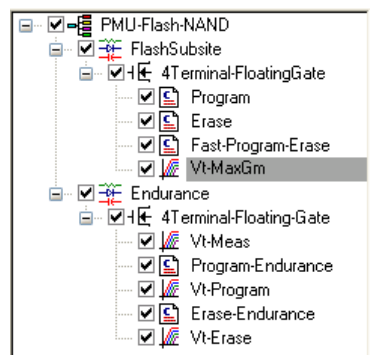 PMU-Flash-NAND
FlashSubsite
4Terminal-FloatingGate
Program
Erase
Fast-Program-Erase
Vt-MaxGm
Endurance
4Terminal-Floating-Gate
Vt-Meas
Program-Endurance
Vt-Program
Erase-Endurance
Vt-Erase